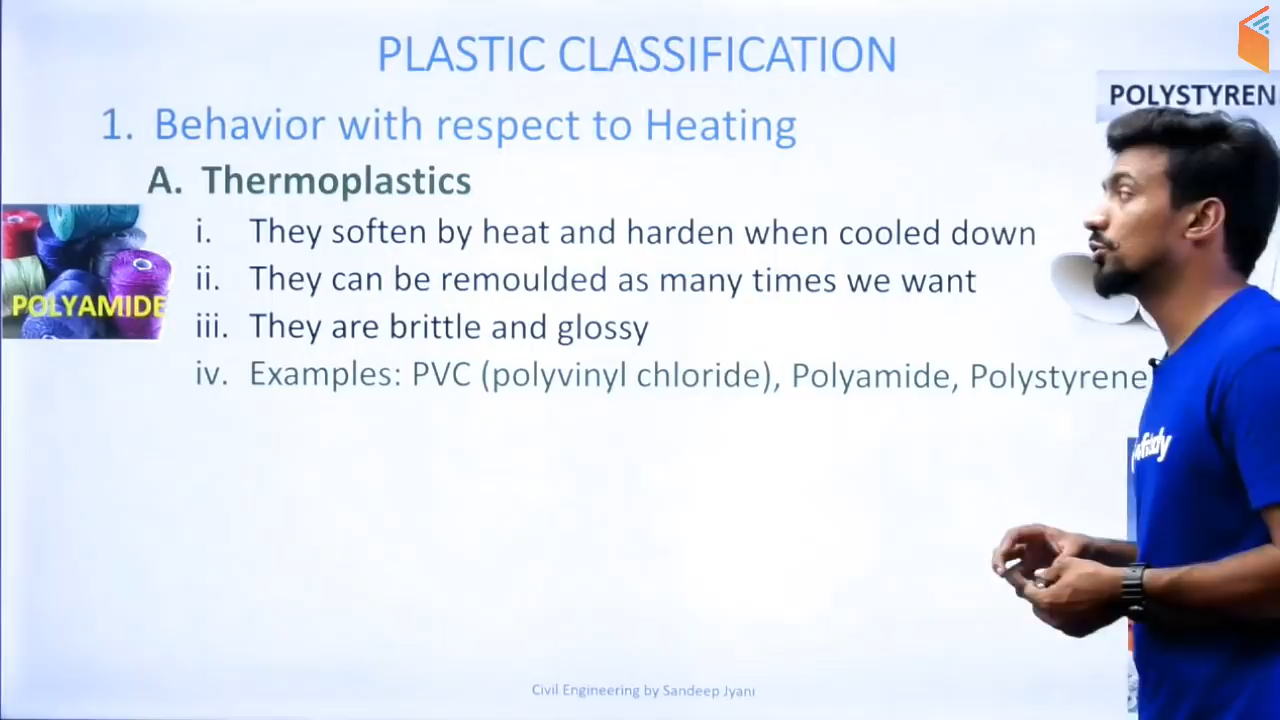 PLASTIC CLASSIFICATION
POLYSTYREN
1. Behavior with respect to Heating
A. Thermoplastics
i. They soften by heat and harden when cooled down
ii. They can be remoulded as many times we want
POLYAMIDE
iii. They are brittle and glossy
iv. Examples: PVC (polyvinyl chloride), Polyamide, Polystyrene
Civil Engineering by Sandeep Jyani